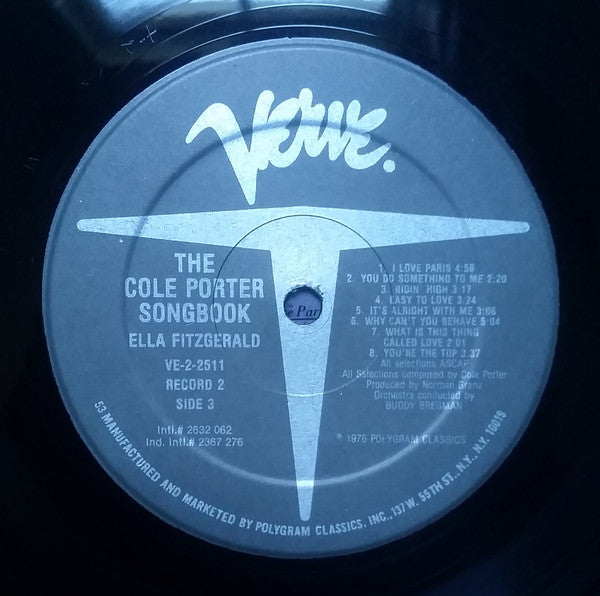 Verve.
THE
COLE PORTER
SONGBOOK
ELLA FITZGERALD
VE-2-2511
RECORD 2
SIDE 3
Intl.# 2632 062
Ind. Intl.# 2367 276
1. I LOVE PARIS 4:58
2. YOU DO SOMETHING TO ME 2:20
3. RIDIN' HIGH 3:17
4. EASY TO LOVE 3:24
5. IT'S ALRIGHT WITH ME 3:06
6. WHY CAN'T YOU BEHAVE 5:04
7. WHAT IS THIS THING
CALLED LOVE 2:01
8. YOU'RE THE TOP 3:37
All selections ASCAP
All Selections composed by Cole Porter
Produced by Norman Granz
Orchestra conducted by
BUDDY BREGMAN
℗ 1976 POLYGRAM CLASSICS
53 MANUFACTURED AND MARKETED BY POLYGRAM CLASSICS, INC., 137 W. 55TH ST., N.Y., N.Y. 10019